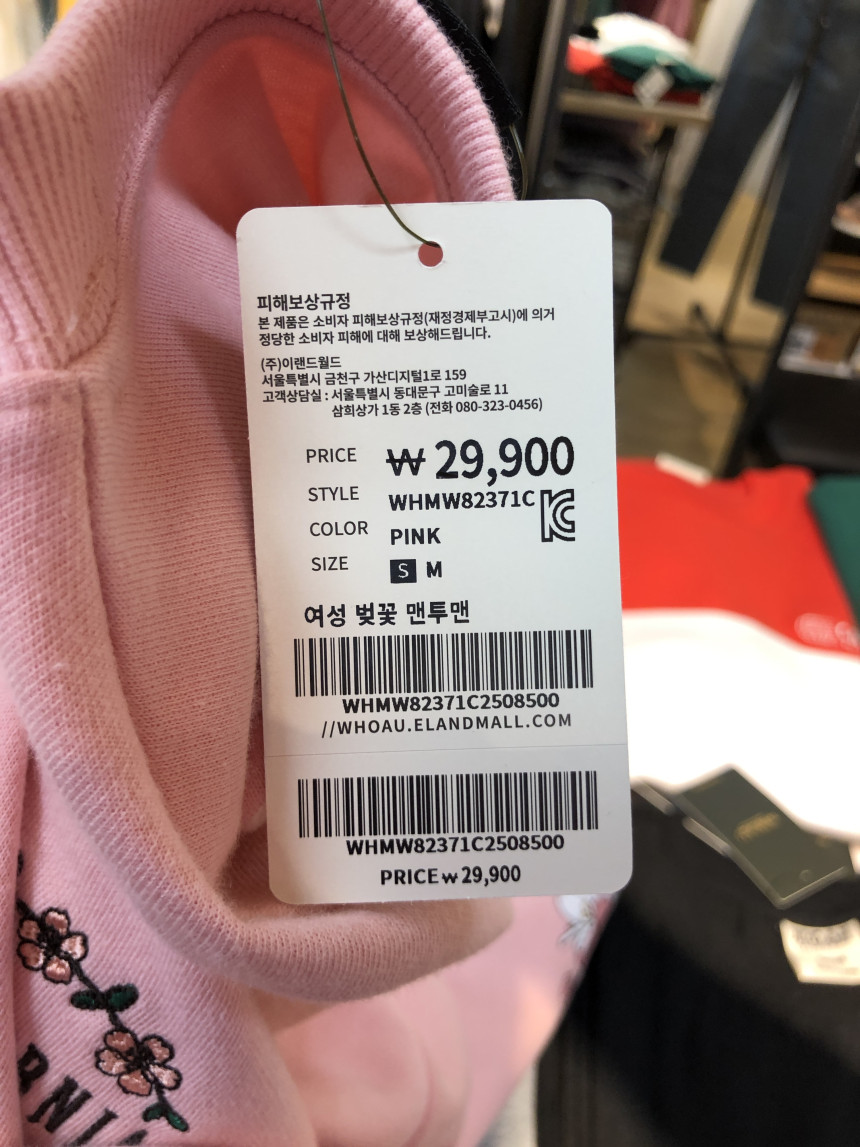 피해보상규정
본 제품은 소비자 피해보상규정(재정경제부고시)에 의거
정당한 소비자 피해에 대해 보상해드립니다.
(주)이랜드월드
서울특별시 금천구 가산디지털1로 159
고객상담실 : 서울특별시 동대문구 고미술로 11
삼희상가 1동 2층 (전화 080-323-0456)
PRICE ₩ 29,900
STYLE WHMW82371C
COLOR PINK
SIZE S M
여성 벚꽃 맨투맨
WHMW82371C2508500
//WHOAU.ELANDMALL.COM
WHMW82371C2508500
PRICE ₩ 29,900